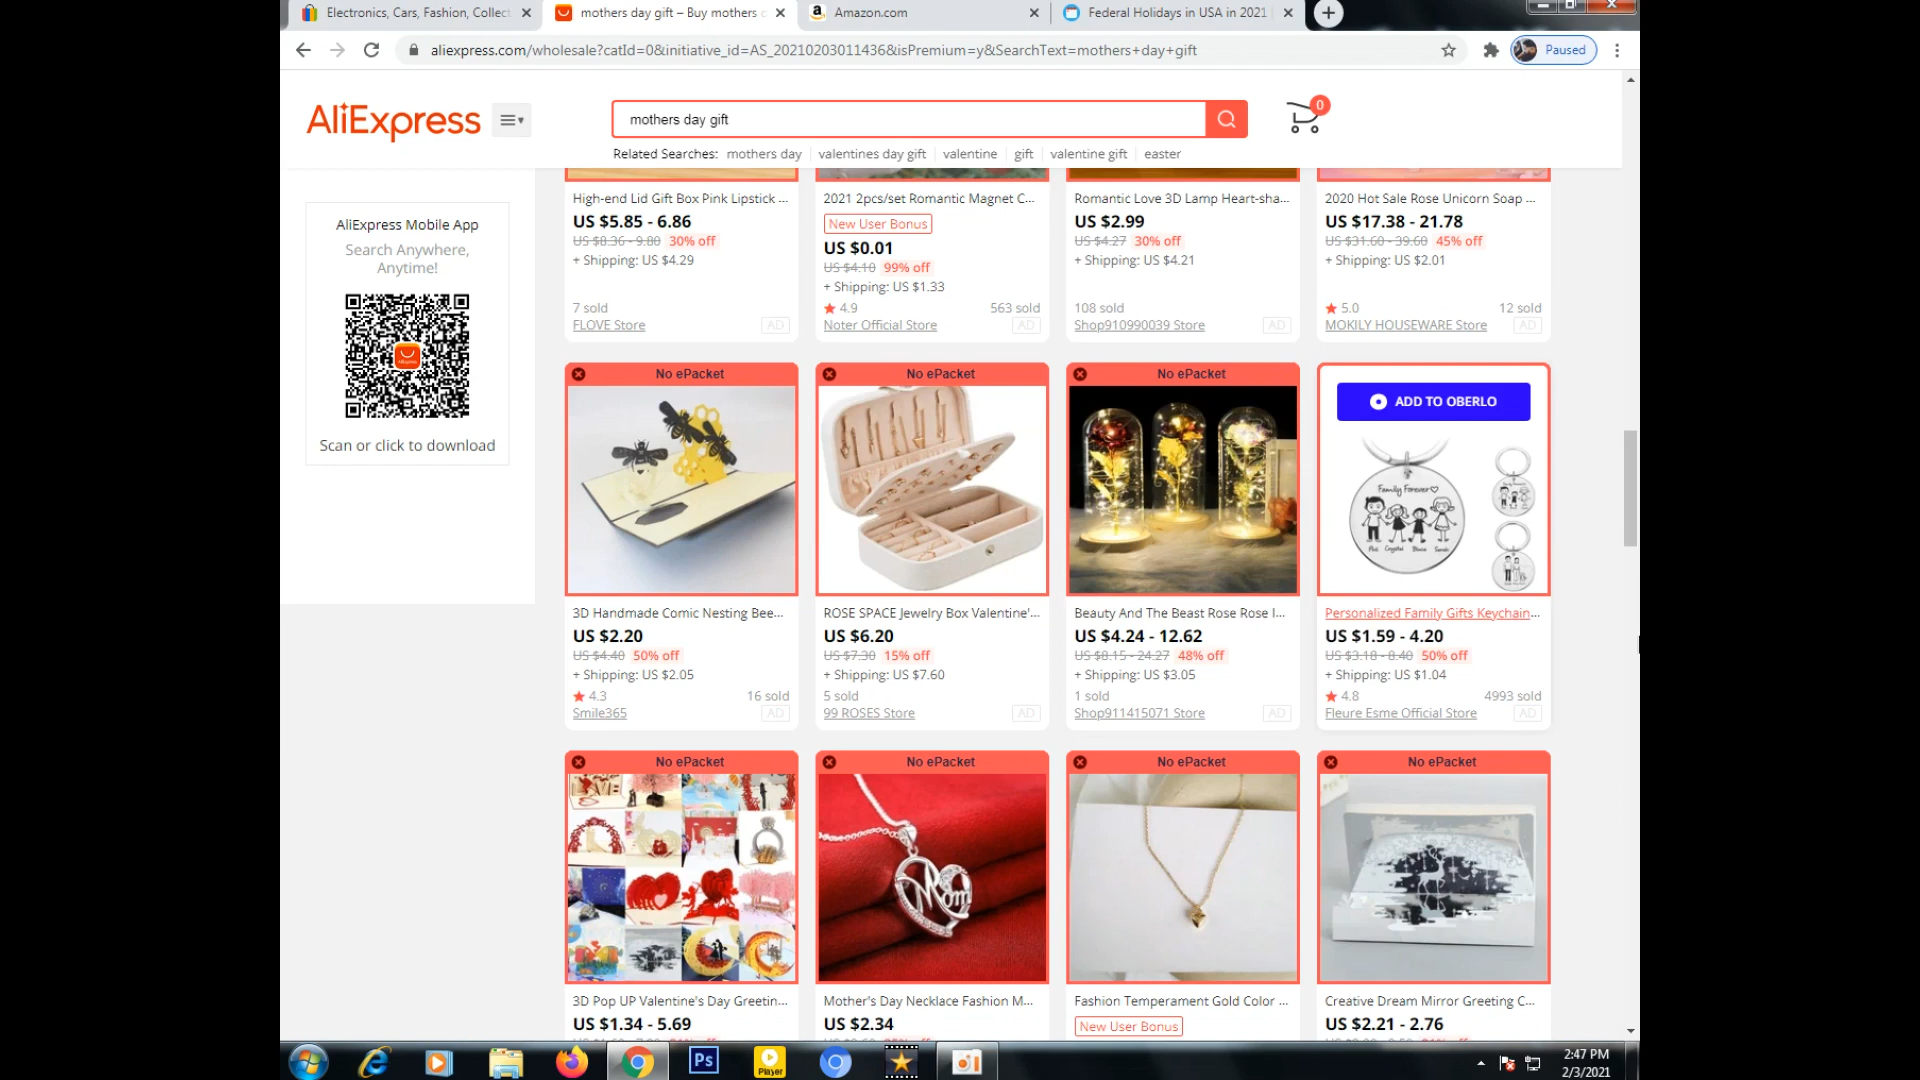 Electronics, Cars, Fashion, Collect
mothers day gift – Buy mothers
Amazon.com
Federal Holidays in USA in 2021
aliexpress.com/wholesale?catId=0&initiative_id=AS_20210203011436&isPremium=y&SearchText=mothers+day+gift
Paused
AliExpress
mothers day gift
0
Related Searches: mothers day valentines day gift valentine gift valentine gift easter
AliExpress Mobile App
Search Anywhere,
Anytime!
AliExpress
Scan or click to download
High-end Lid Gift Box Pink Lipstick ...
US $5.85 - 6.86
US $8.36 - 9.80 30% off
+ Shipping: US $4.29
7 sold
FLOVE Store
AD
2021 2pcs/set Romantic Magnet C...
New User Bonus
US $0.01
US $4.10 99% off
+ Shipping: US $1.33
4.9 563 sold
Noter Official Store
AD
Romantic Love 3D Lamp Heart-sha...
US $2.99
US $4.27 30% off
+ Shipping: US $4.21
108 sold
Shop910990039 Store
AD
2020 Hot Sale Rose Unicorn Soap ...
US $17.38 - 21.78
US $31.60 - 39.60 45% off
+ Shipping: US $2.01
5.0 12 sold
MOKILY HOUSEWARE Store
AD
No ePacket
3D Handmade Comic Nesting Bee...
US $2.20
US $4.40 50% off
+ Shipping: US $2.05
4.3 16 sold
Smile365
AD
No ePacket
ROSE SPACE Jewelry Box Valentine'...
US $6.20
US $7.30 15% off
+ Shipping: US $7.60
5 sold
99 ROSES Store
AD
No ePacket
Beauty And The Beast Rose Rose I...
US $4.24 - 12.62
US $8.15 - 24.27 48% off
+ Shipping: US $3.05
1 sold
Shop911415071 Store
AD
ADD TO OBERLO
Family Forever
Personalized Family Gifts Keychain...
US $1.59 - 4.20
US $3.18 - 8.40 50% off
+ Shipping: US $1.04
4.8 4993 sold
Fleure Esme Official Store
AD
No ePacket
LOVE
3D Pop UP Valentine's Day Greetin...
US $1.34 - 5.69
No ePacket
Mom
Mother's Day Necklace Fashion M...
US $2.34
No ePacket
Fashion Temperament Gold Color ...
New User Bonus
No ePacket
Creative Dream Mirror Greeting C...
US $2.21 - 2.76
Ps
Player
2:47 PM
2/3/2021